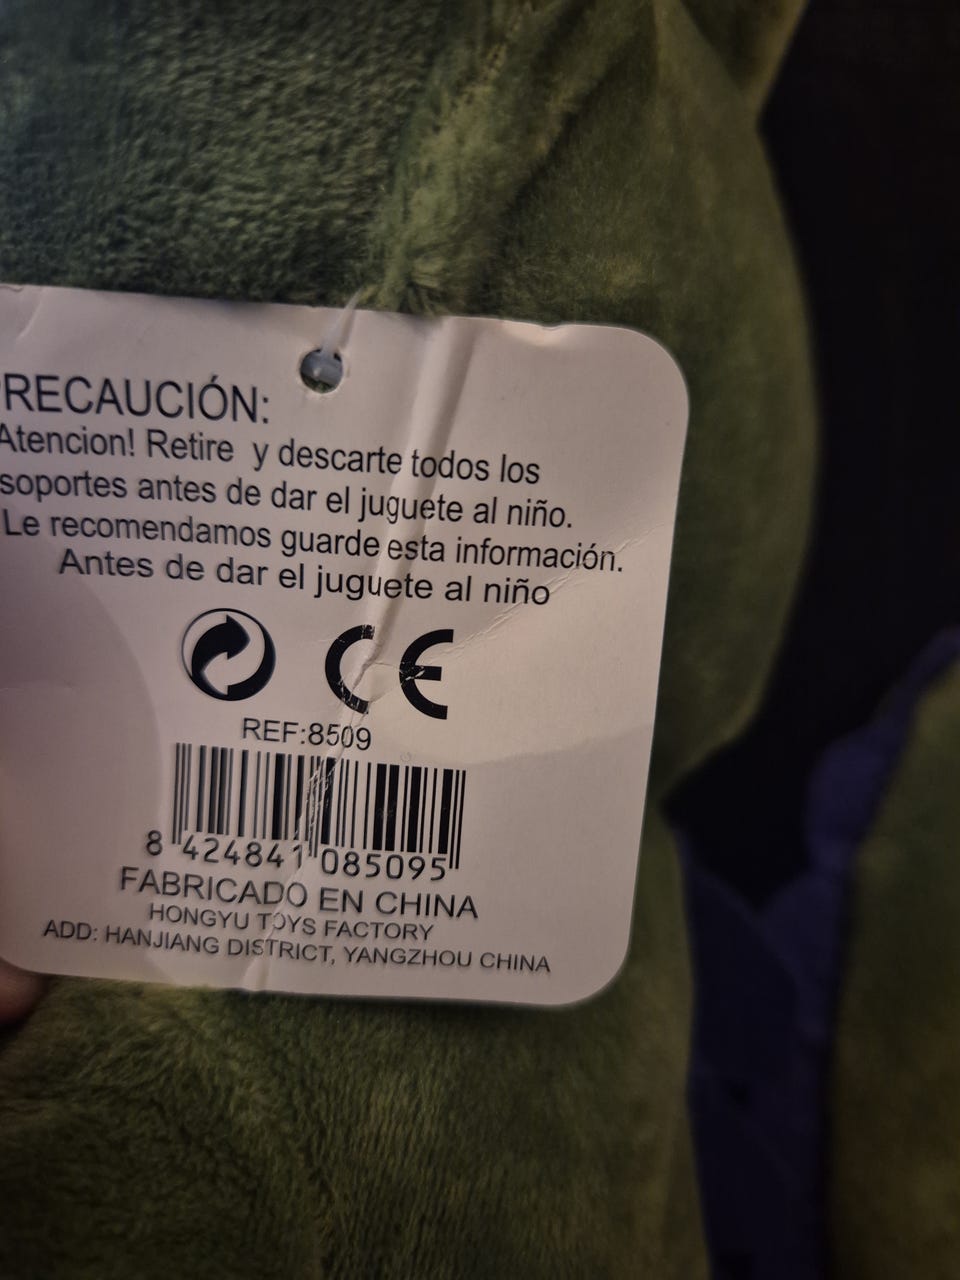 RECAUCIÓN:
Atencion! Retire y descarte todos los
soportes antes de dar el juguete al niño.
Le recomendamos guarde esta información.
Antes de dar el juguete al niño
CE
REF:8509
8 424841 085095
FABRICADO EN CHINA
HONGYU TOYS FACTORY
ADD: HANJIANG DISTRICT, YANGZHOU CHINA